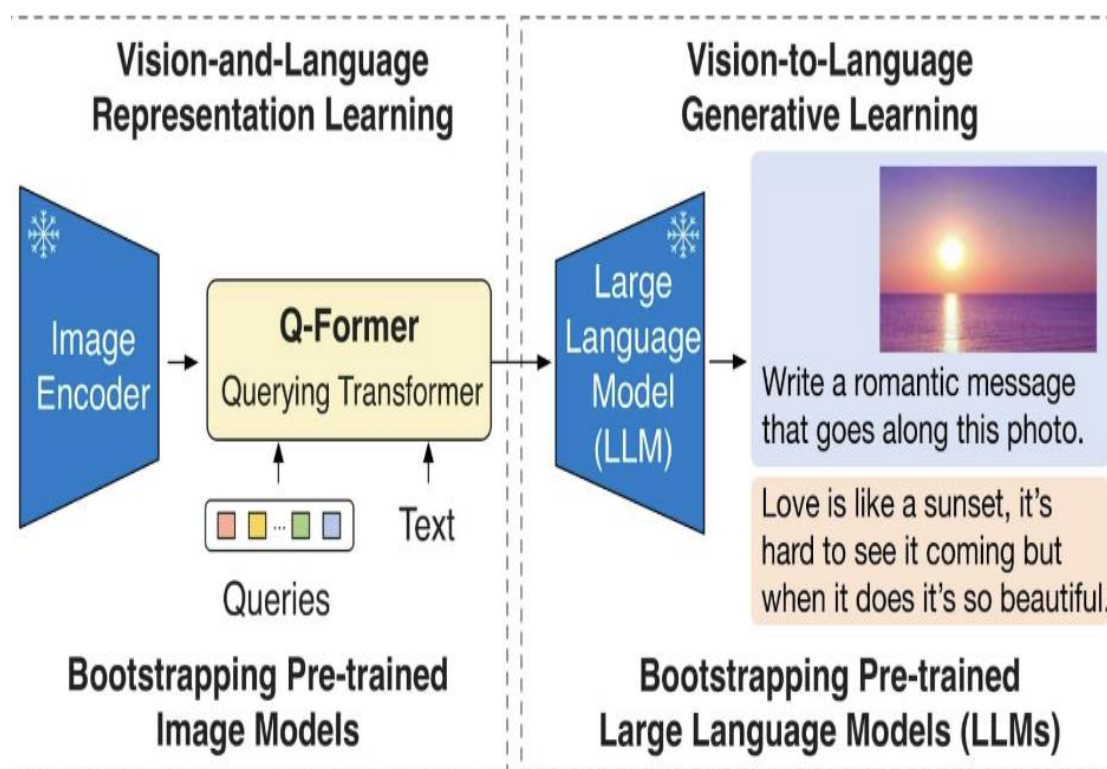 Vision-and-Language
Representation Learning
Image
Encoder
Q-Former
Querying Transformer
...
Queries
Text
Bootstrapping Pre-trained
Image Models
Vision-to-Language
Generative Learning
Large
Language
Model
(LLM)
Write a romantic message
that goes along this photo.
Love is like a sunset, it's
hard to see it coming but
when it does it's so beautiful.
Bootstrapping Pre-trained
Large Language Models (LLMs)